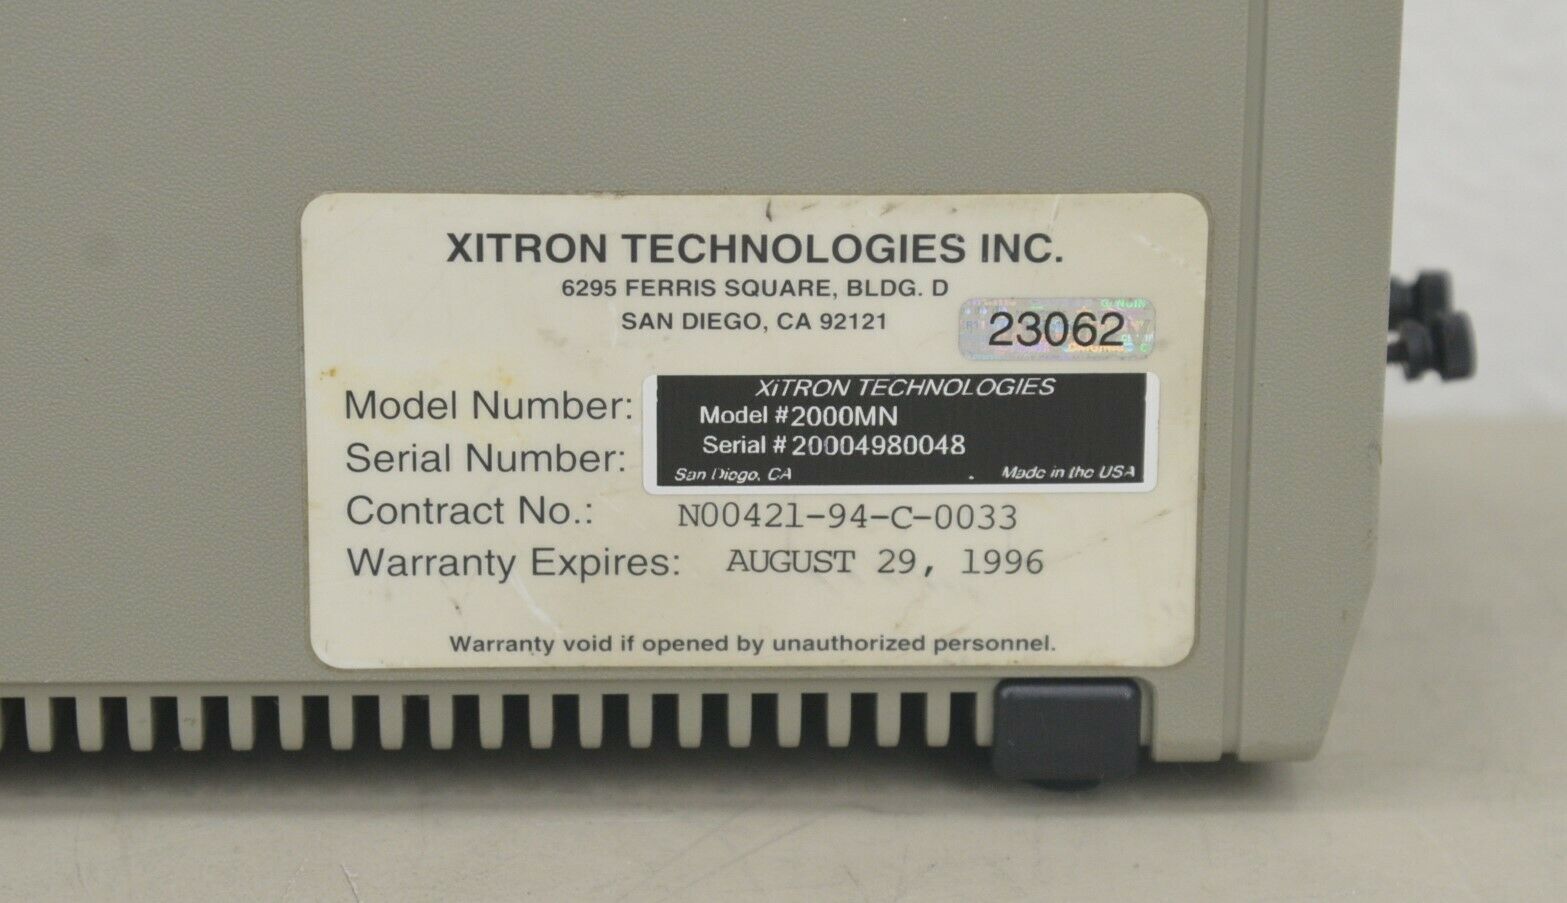 XITRON TECHNOLOGIES INC.
6295 FERRIS SQUARE, BLDG. D
SAN DIEGO, CA 92121
23062
Model Number:
XiTRON TECHNOLOGIES
Model #2000MN
Serial Number:
Serial # 20004980048
San Diego, CA Made in the USA
Contract No.: N00421-94-C-0033
Warranty Expires: AUGUST 29, 1996
Warranty void if opened by unauthorized personnel.